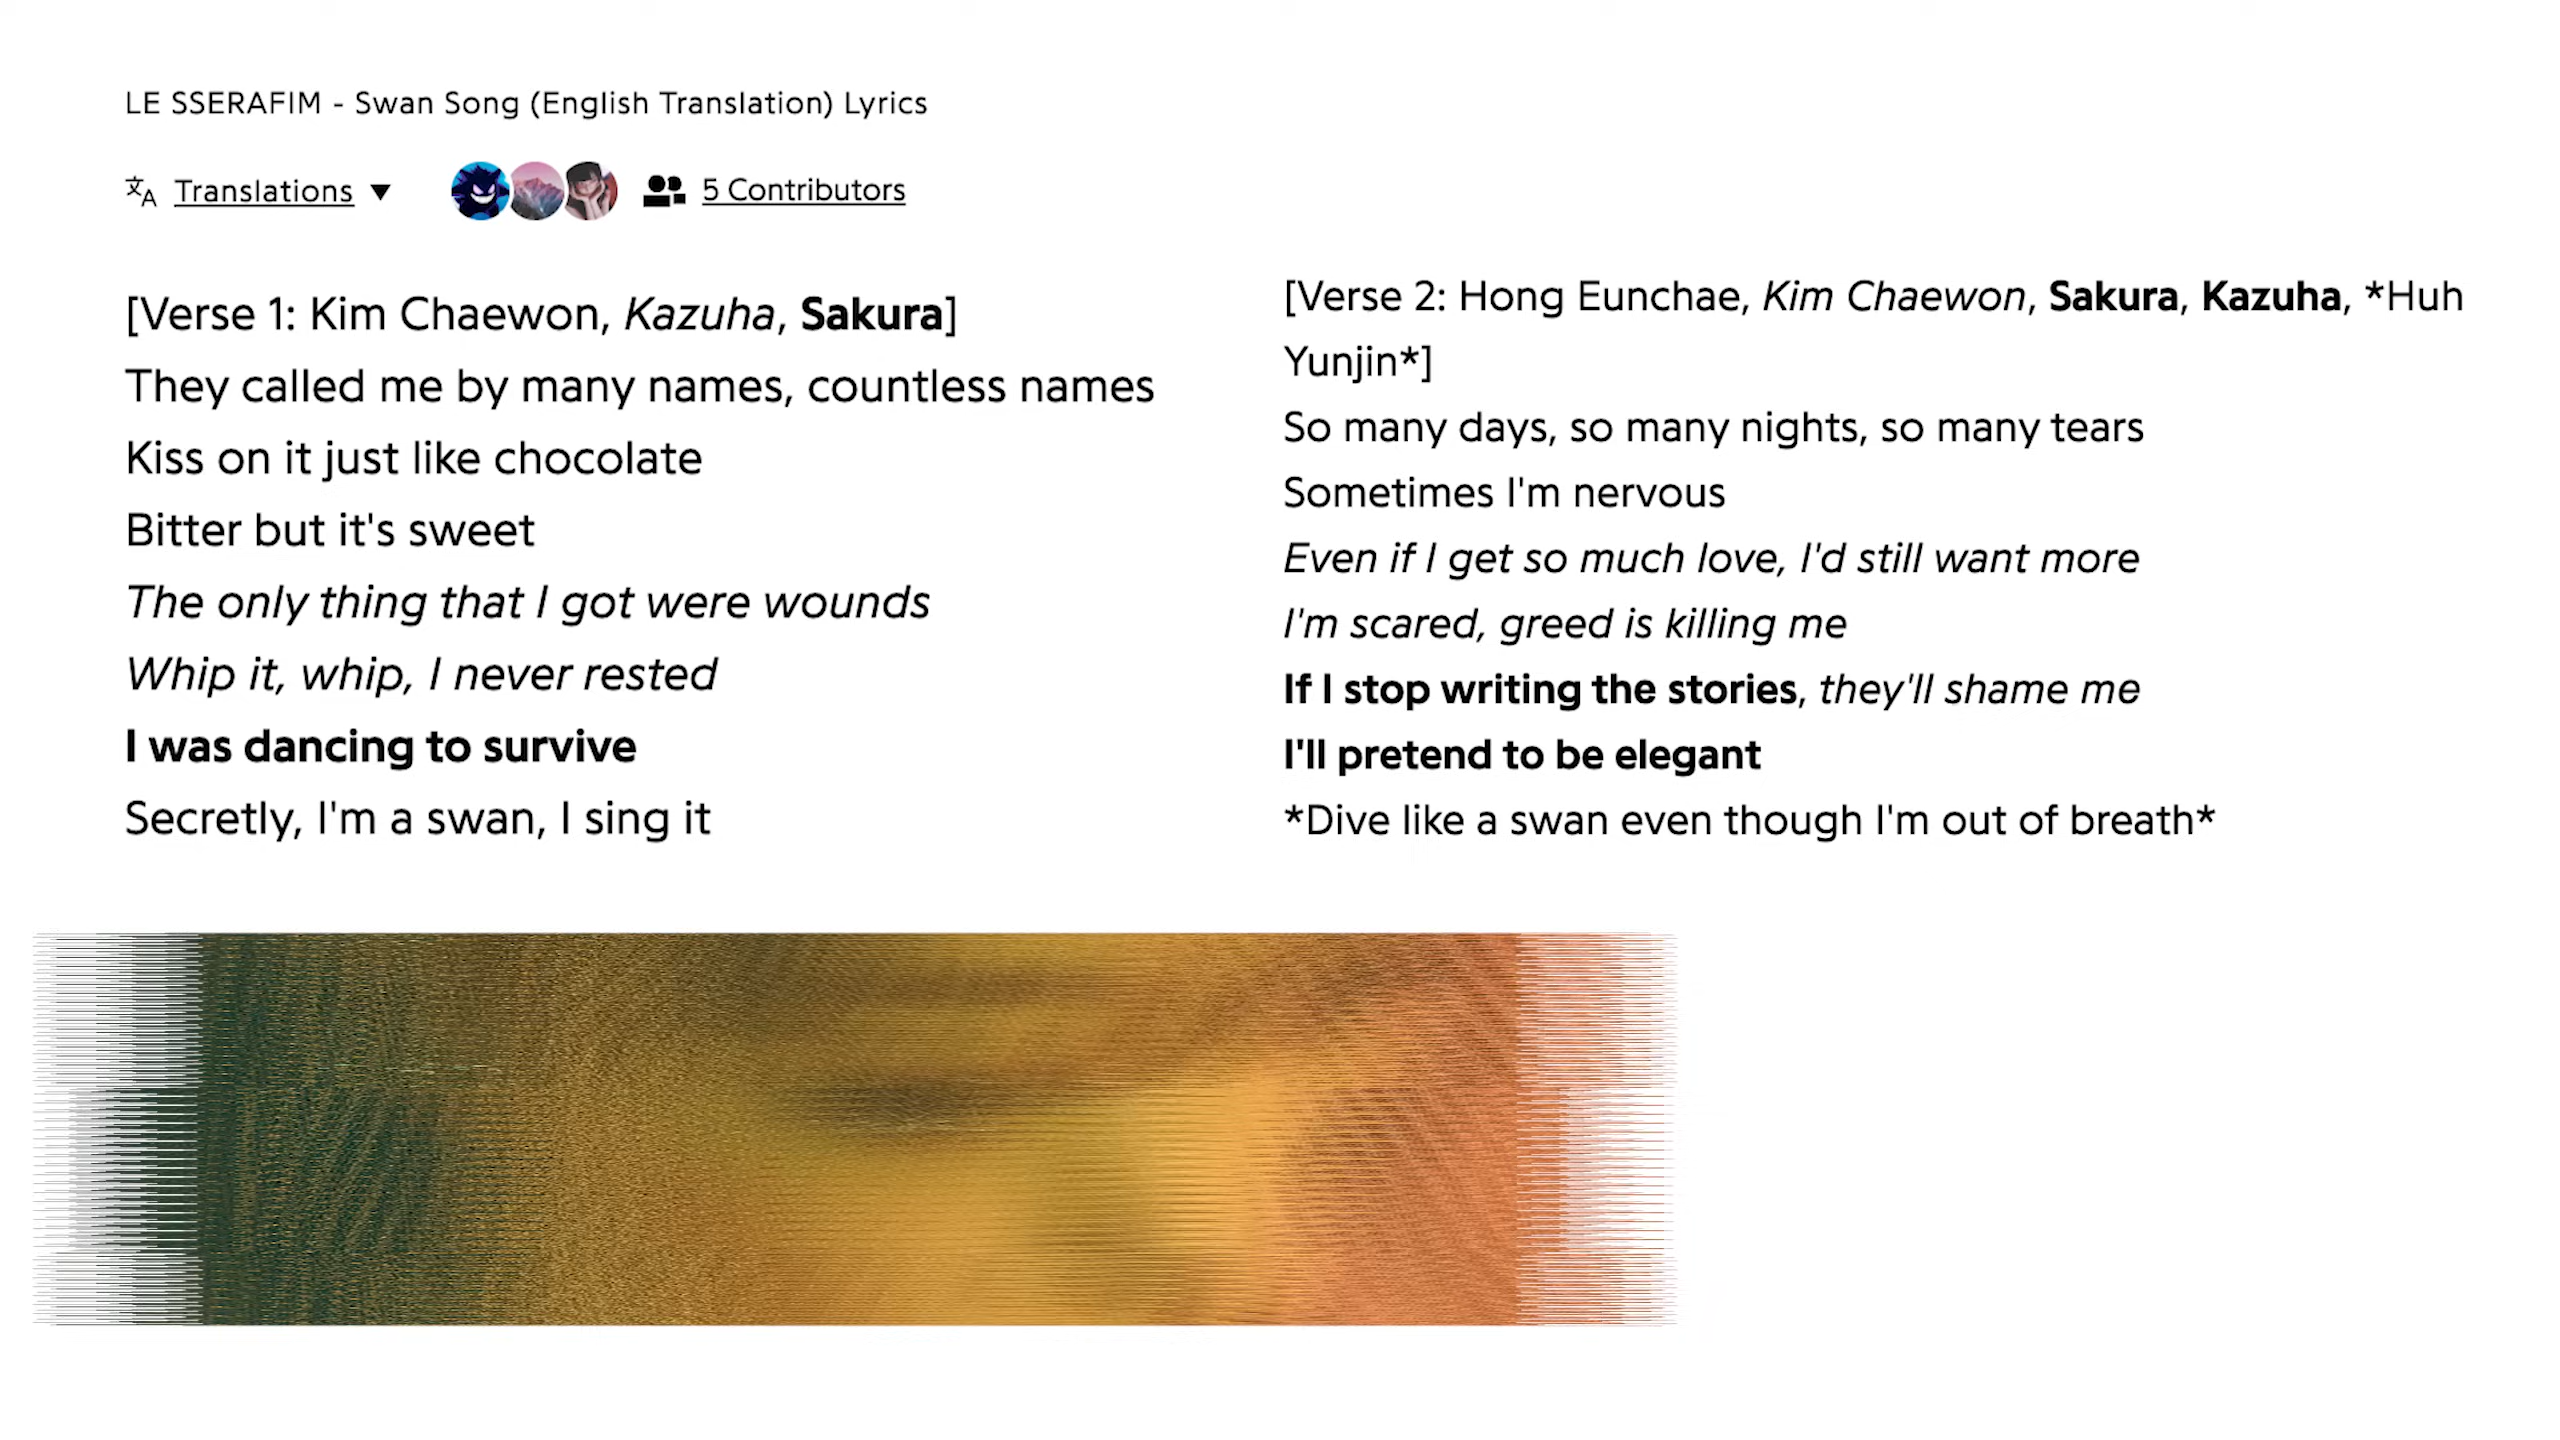 LE SSERAFIM - Swan Song (English Translation) Lyrics
Translations
5 Contributors
[Verse 1: Kim Chaewon, Kazuha, Sakura]
They called me by many names, countless names
Kiss on it just like chocolate
Bitter but it's sweet
The only thing that I got were wounds
Whip it, whip, I never rested
I was dancing to survive
Secretly, I'm a swan, I sing it
[Verse 2: Hong Eunchae, Kim Chaewon, Sakura, Kazuha, *Huh
Yunjin*]
So many days, so many nights, so many tears
Sometimes I'm nervous
Even if I get so much love, I'd still want more
I'm scared, greed is killing me
If I stop writing the stories, they'll shame me
I'll pretend to be elegant
*Dive like a swan even though I'm out of breath*